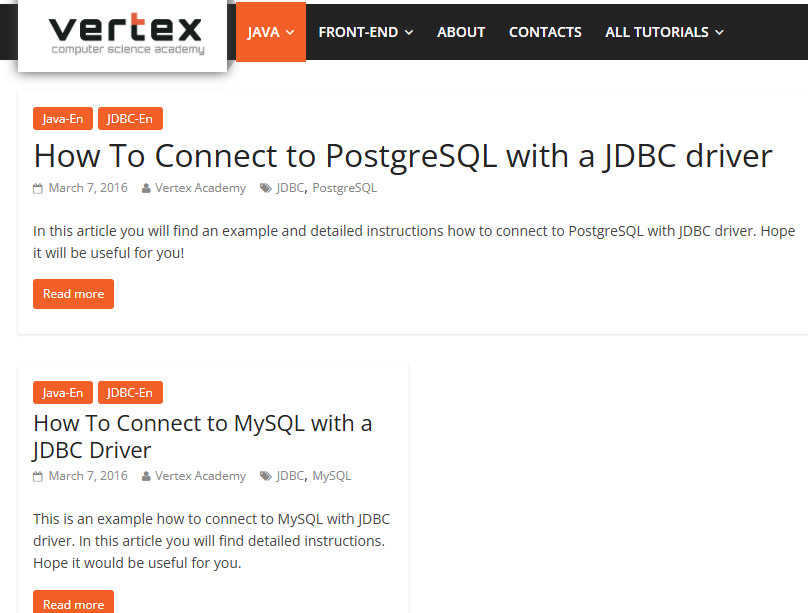 vertex
computer science academy
JAVA FRONT-END ABOUT CONTACTS ALL TUTORIALS
Java-En JDBC-En
How To Connect to PostgreSQL with a JDBC driver
March 7, 2016 Vertex Academy JDBC, PostgreSQL
In this article you will find an example and detailed instructions how to connect to PostgreSQL with JDBC driver. Hope
it will be useful for you!
Read more
Java-En JDBC-En
How To Connect to MySQL with a
JDBC Driver
March 7, 2016 Vertex Academy JDBC, MySQL
This is an example how to connect to MySQL with JDBC
driver. In this article you will find detailed instructions.
Hope it would be useful for you.
Read more